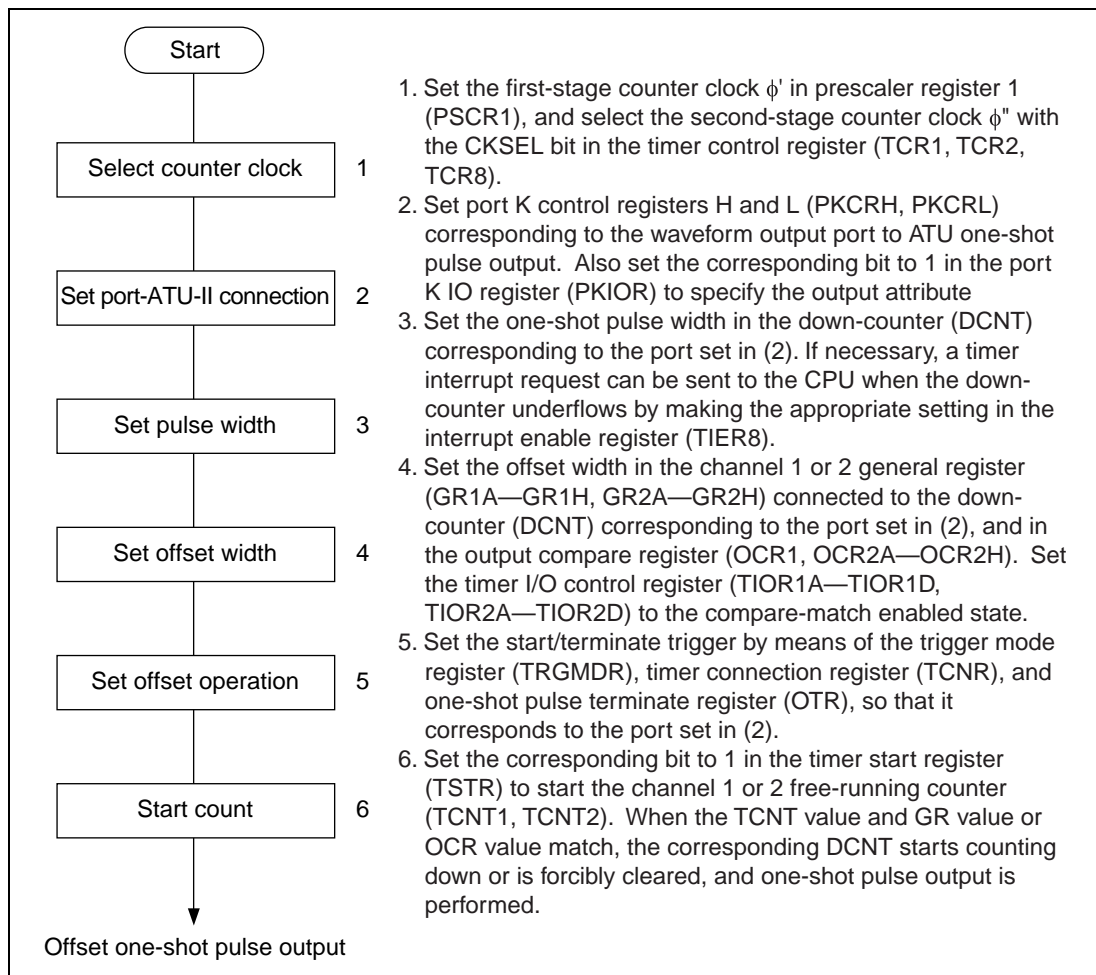 Start
Select counter clock 1
Set port-ATU-II connection 2
Set pulse width 3
Set offset width 4
Set offset operation 5
Start count 6
Offset one-shot pulse output
1. Set the first-stage counter clock ϕ' in prescaler register 1
(PSCR1), and select the second-stage counter clock ϕ" with
the CKSEL bit in the timer control register (TCR1, TCR2,
TCR8).
2. Set port K control registers H and L (PKCRH, PKCRL)
corresponding to the waveform output port to ATU one-shot
pulse output.  Also set the corresponding bit to 1 in the port
K IO register (PKIOR) to specify the output attribute
3. Set the one-shot pulse width in the down-counter (DCNT)
corresponding to the port set in (2). If necessary, a timer
interrupt request can be sent to the CPU when the down-
counter underflows by making the appropriate setting in the
interrupt enable register (TIER8).
4. Set the offset width in the channel 1 or 2 general register
(GR1A—GR1H, GR2A—GR2H) connected to the down-
counter (DCNT) corresponding to the port set in (2), and in
the output compare register (OCR1, OCR2A—OCR2H).  Set
the timer I/O control register (TIOR1A—TIOR1D,
TIOR2A—TIOR2D) to the compare-match enabled state.
5. Set the start/terminate trigger by means of the trigger mode
register (TRGMDR), timer connection register (TCNR), and
one-shot pulse terminate register (OTR), so that it
corresponds to the port set in (2).
6. Set the corresponding bit to 1 in the timer start register
(TSTR) to start the channel 1 or 2 free-running counter
(TCNT1, TCNT2).  When the TCNT value and GR value or
OCR value match, the corresponding DCNT starts counting
down or is forcibly cleared, and one-shot pulse output is
performed.